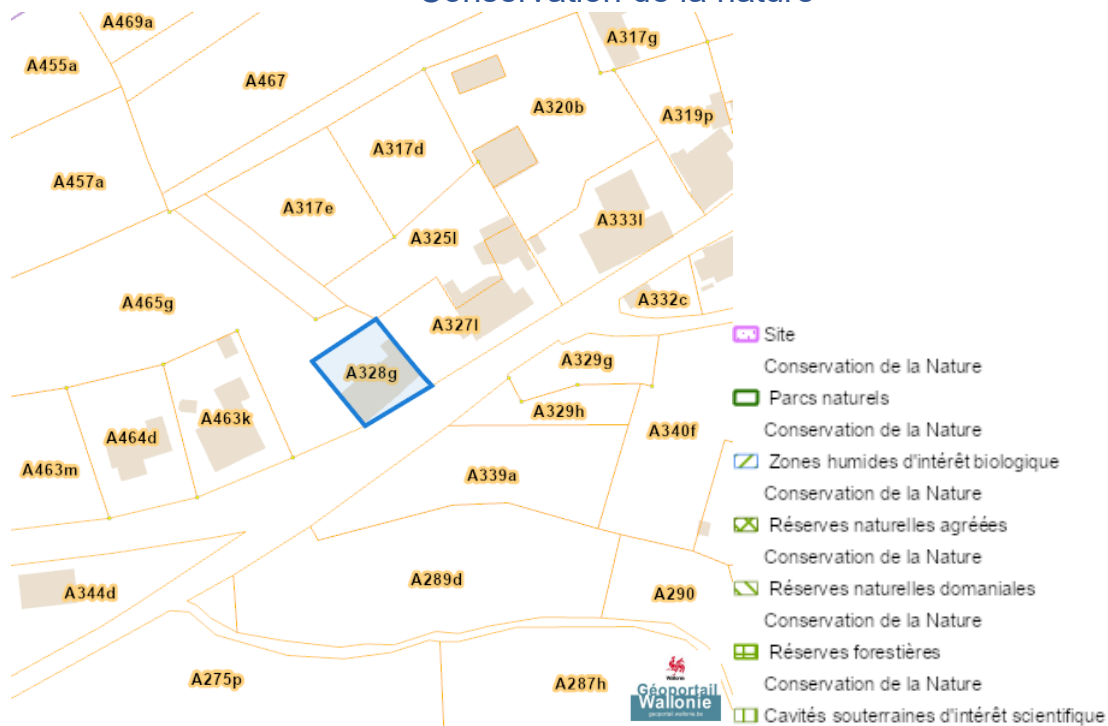 Conservation de la nature
A469a
A317g
A455a
A467
A320b
A319p
A317d
A457a
A317e
A333l
A325l
A465g
A332c
A327l
A328g
A329g
A329h
A463k
A464d
A340f
A463m
A339a
A289d
A344d
A290
A275p
A287h
Site
Conservation de la Nature
Parcs naturels
Conservation de la Nature
Zones humides d'intérêt biologique
Conservation de la Nature
Réserves naturelles agréées
Conservation de la Nature
Réserves naturelles domaniales
Conservation de la Nature
Réserves forestières
Conservation de la Nature
Cavités souterraines d'intérêt scientifique
Wallonie
Géoportail
Wallonie
geoportail.wallonie.be